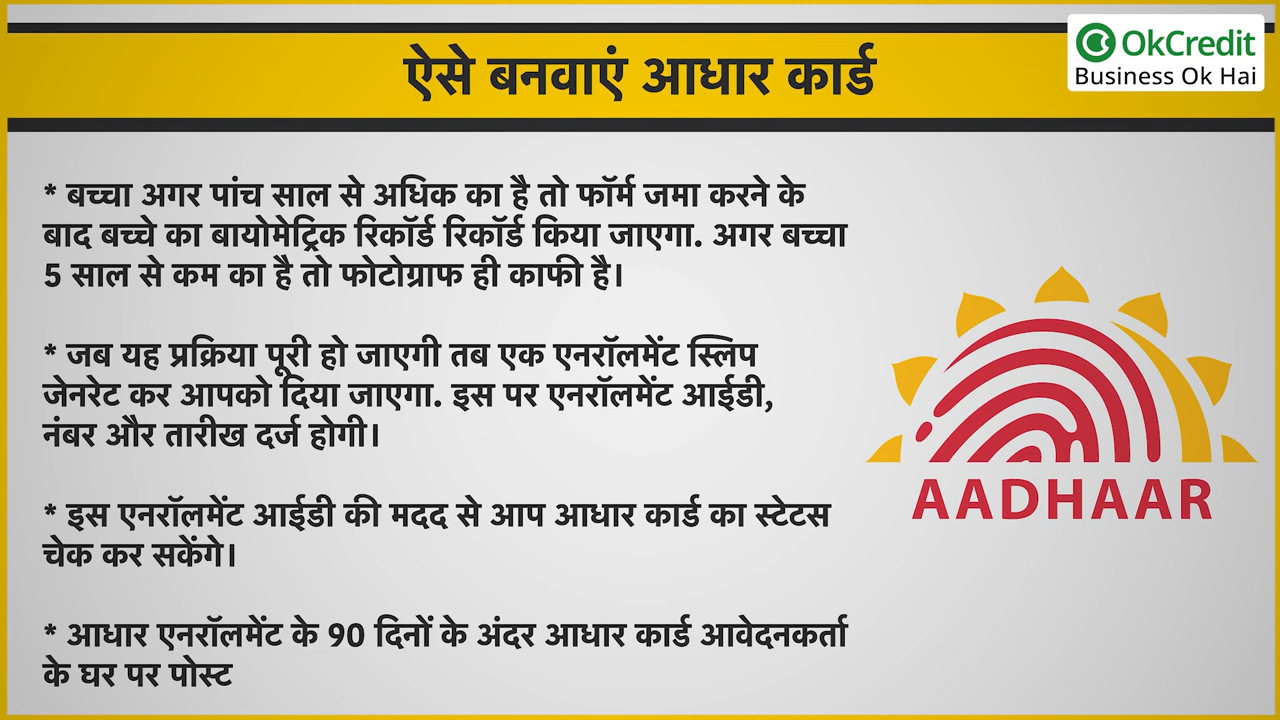 ऐसे बनवाएं आधार कार्ड
OkCredit
Business Ok Hai
* बच्चा अगर पांच साल से अधिक का है तो फॉर्म जमा करने के
बाद बच्चे का बायोमेट्रिक रिकॉर्ड रिकॉर्ड किया जाएगा. अगर बच्चा
5 साल से कम का है तो फोटोग्राफ ही काफी है।
* जब यह प्रक्रिया पूरी हो जाएगी तब एक एनरॉलमेंट स्लिप
जेनरेट कर आपको दिया जाएगा. इस पर एनरॉलमेंट आईडी,
नंबर और तारीख दर्ज होगी।
* इस एनरॉलमेंट आईडी की मदद से आप आधार कार्ड का स्टेटस
चेक कर सकेंगे।
* आधार एनरॉलमेंट के 90 दिनों के अंदर आधार कार्ड आवेदनकर्ता
के घर पर पोस्ट
AADHAAR